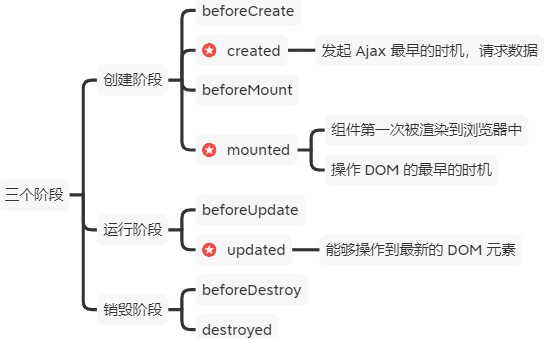 三个阶段
创建阶段
beforeCreate
created
发起 Ajax 最早的时机，请求数据
beforeMount
mounted
组件第一次被渲染到浏览器中
操作 DOM 的最早的时机
运行阶段
beforeUpdate
updated
能够操作到最新的 DOM 元素
销毁阶段
beforeDestroy
destroyed